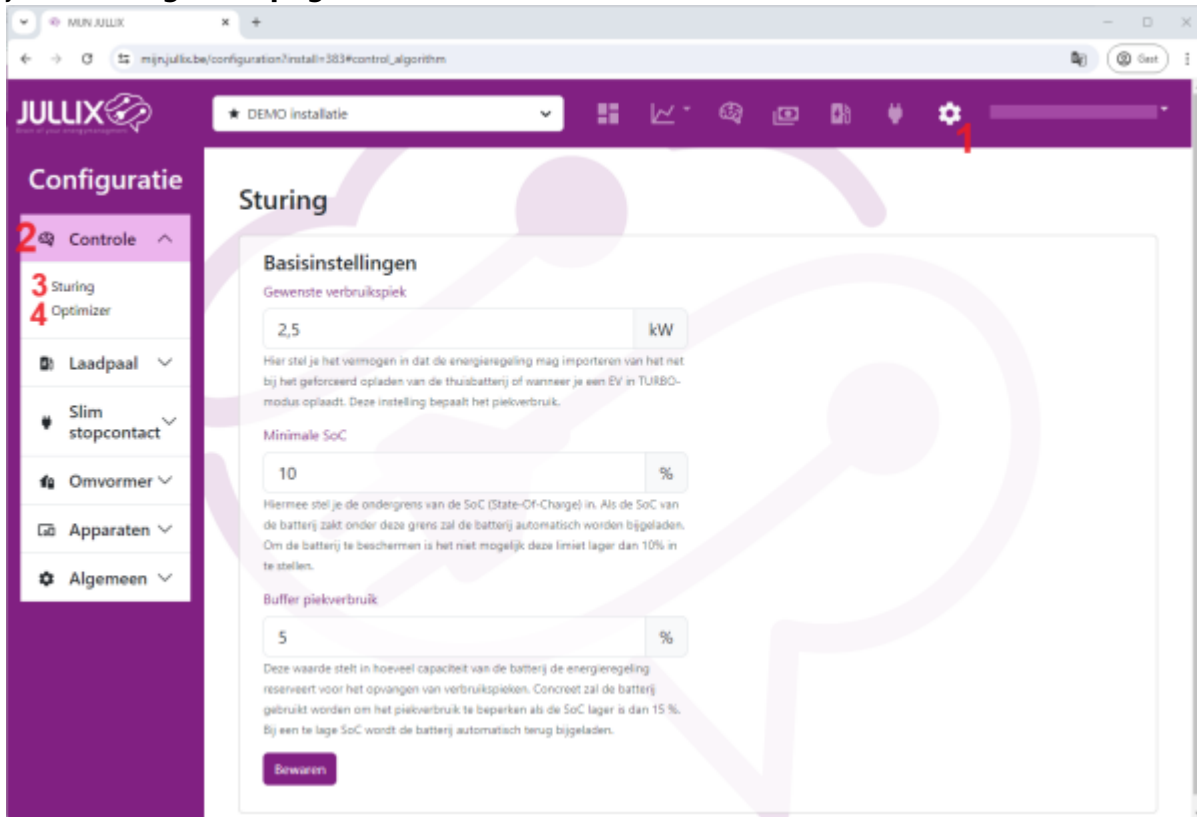 MIJN JULLIX
mijn.jullix.be/configuration?install=383#control_algorithm
Gast
JULLIX
DEMO installatie
1
Configuratie
2 Controle
3 Sturing
4 Optimizer
Laadpaal
Slim
stopcontact
Omvormer
Apparaten
Algemeen
Sturing
Basisinstellingen
Gewenste verbruikspiek
2,5 kW
Hier stel je het vermogen in dat de energieregeling mag importeren van het net
bij het geforceerd opladen van de thuisbatterij of wanneer je een EV in TURBO-
modus oplaadt. Deze instelling bepaalt het piekverbruik.
Minimale SoC
10 %
Hiermee stel je de ondergrens van de SoC (State-Of-Charge) in. Als de SoC van
de batterij zakt onder deze grens zal de batterij automatisch worden bijgeladen.
Om de batterij te beschermen is het niet mogelijk deze limiet lager dan 10% in
te stellen.
Buffer piekverbruik
5 %
Deze waarde stelt in hoeveel capaciteit van de batterij de energieregeling
reserveert voor het opvangen van verbruikspieken. Concreet zal de batterij
gebruikt worden om het piekverbruik te beperken als de SoC lager is dan 15 %.
Bij een te lage SoC wordt de batterij automatisch terug bijgeladen.
Bewaren